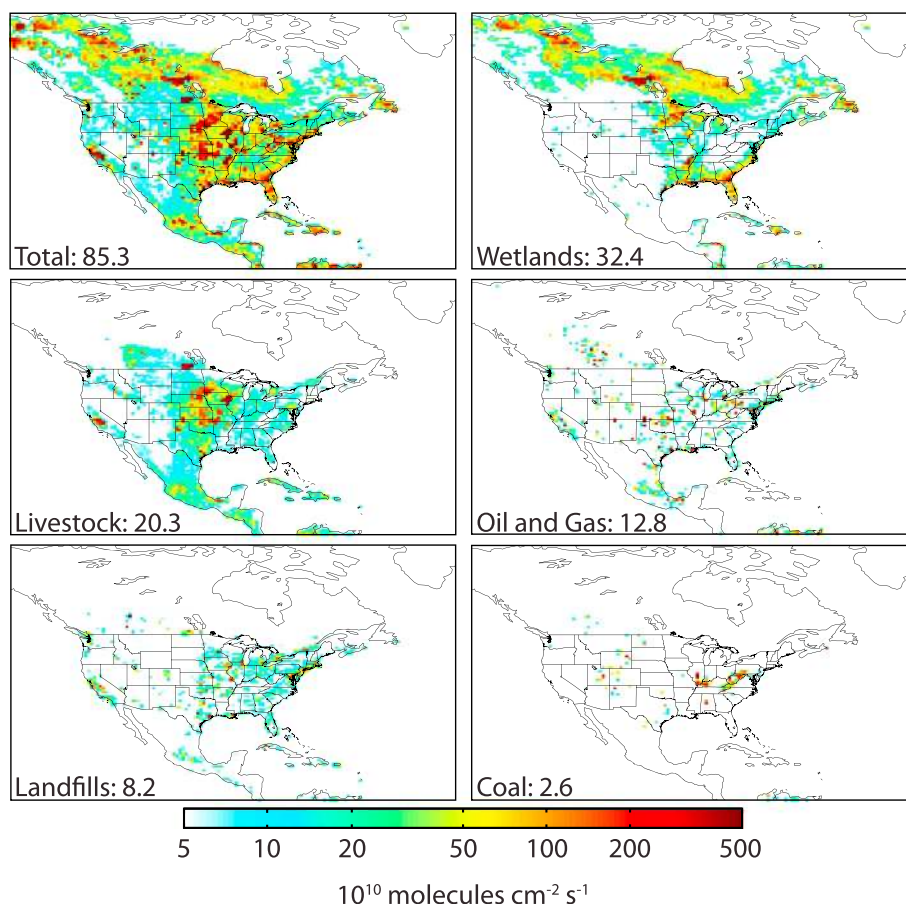 Total: 85.3
Wetlands: 32.4
Livestock: 20.3
Oil and Gas: 12.8
Landfills: 8.2
Coal: 2.6
5 10 20 50 100 200 500
10¹⁰ molecules cm⁻² s⁻¹